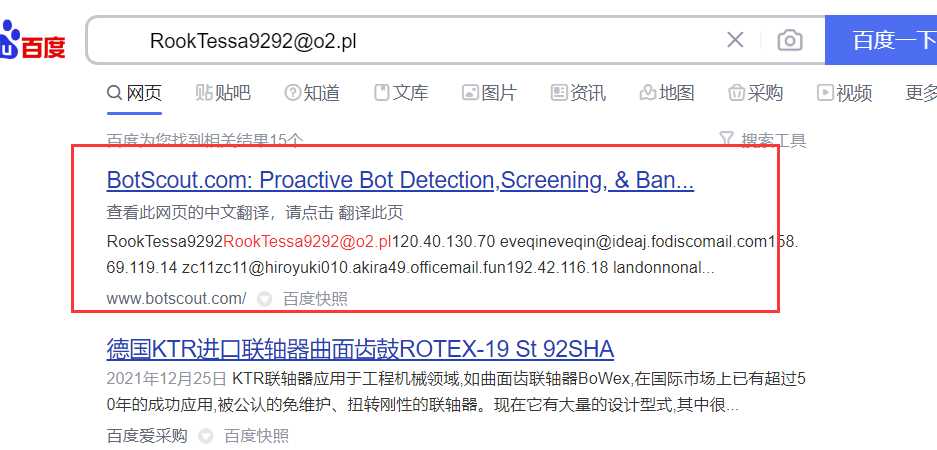 百度
RookTessa9292@o2.pl
百度一下
网页 贴吧贴吧 知道 文库 图片 资讯 地图 采购 视频 更多
百度为您找到相关结果15个 搜索工具
BotScout.com: Proactive Bot Detection,Screening, & Ban...
查看此网页的中文翻译，请点击 翻译此页
RookTessa9292RookTessa9292@o2.pl120.40.130.70 eveqineveqin@ideaj.fodiscomail.com158.
69.119.14 zc11zc11@hiroyuki010.akira49.officemail.fun192.42.116.18 landonnonal...
www.botscout.com/ 百度快照
德国KTR进口联轴器曲面齿鼓ROTEX-19 St 92SHA
2021年12月25日 KTR联轴器应用于工程机械领域,如曲面齿联轴器BoWex,在国际市场上已有超过5
0年的成功应用,被公认的免维护、扭转刚性的联轴器。现在它有大量的设计型式,其中很...
百度爱采购 百度快照